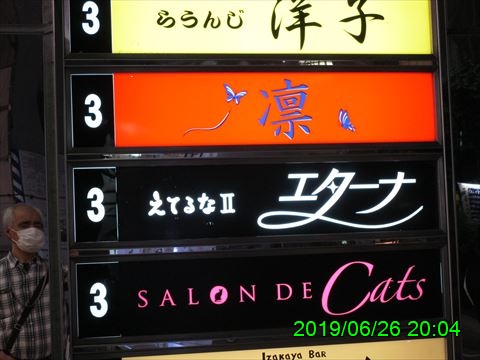 3 らうんじ 洋子
3 凛
3 えてるなⅡ エターナ
3 SALON DE Cats
2019/06/26 20:04
Izakaya Bar